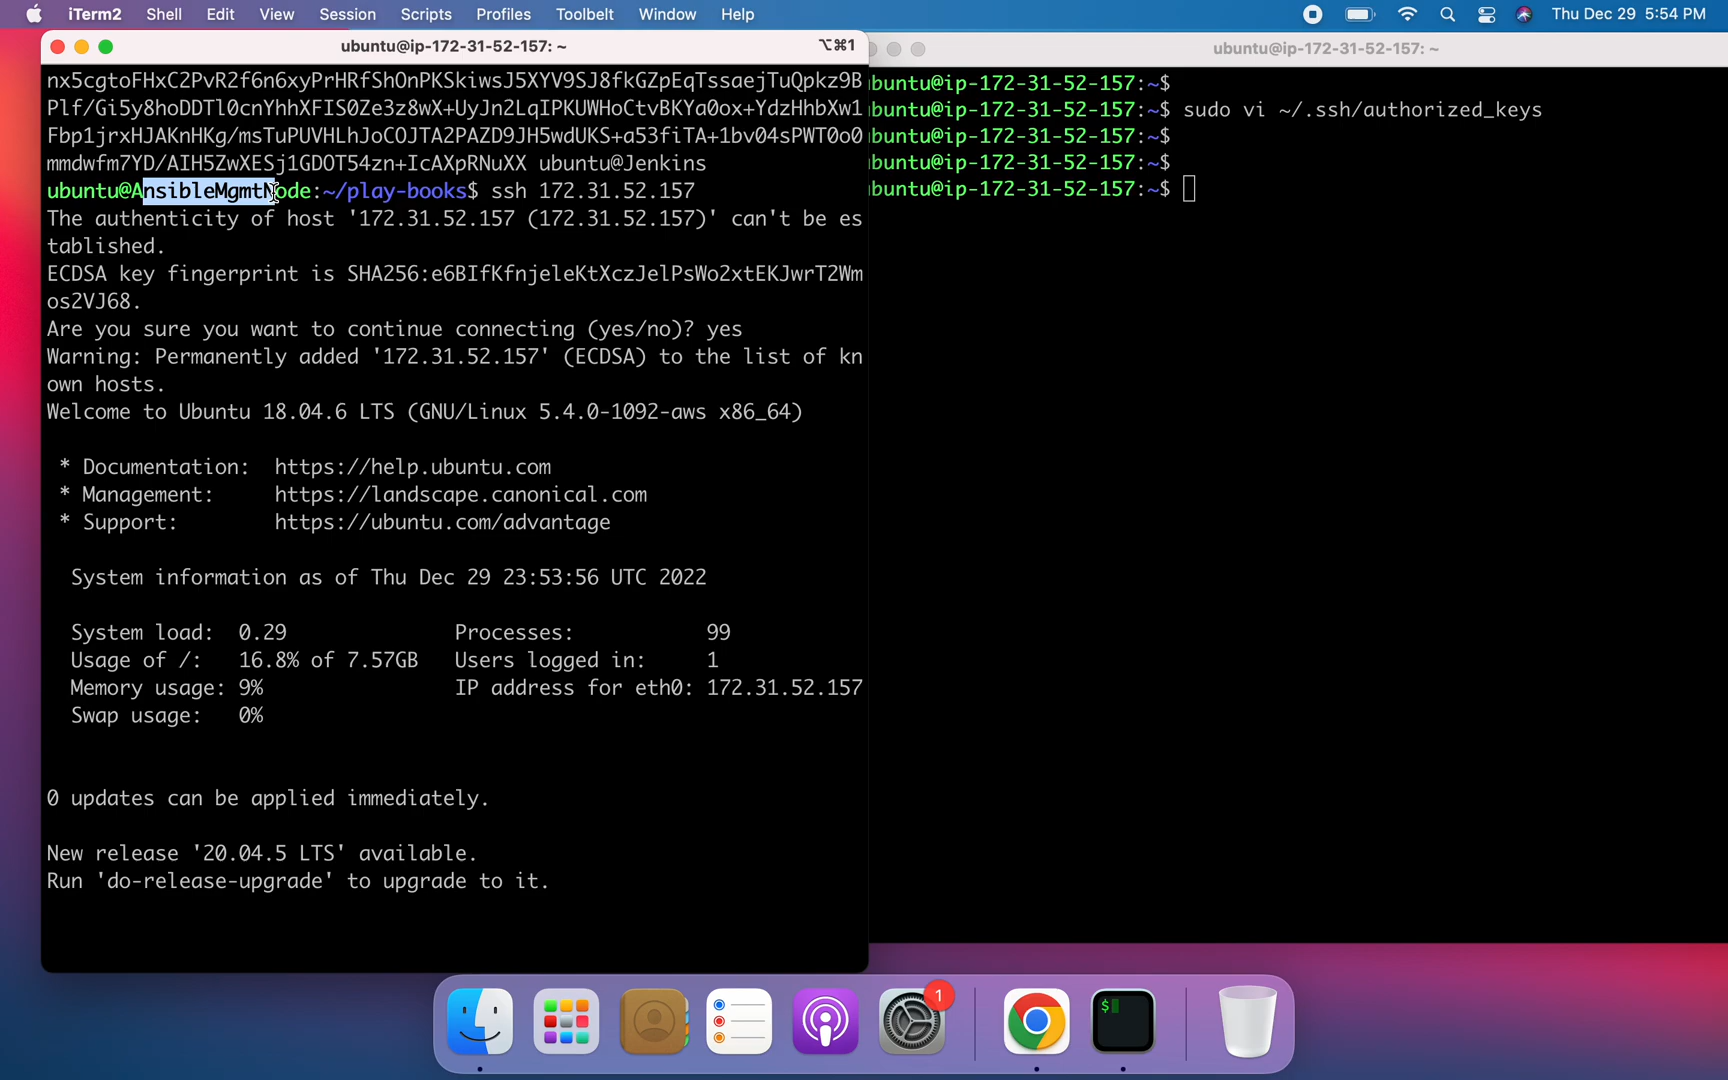 iTerm2 Shell Edit View Session Scripts Profiles Toolbelt Window Help Thu Dec 29 5:54 PM
ubuntu@ip-172-31-52-157: ~ ⌥⌘1
nx5cgtoFHxC2PvR2f6n6xyPrHRfShOnPKSkiwsJ5XYV9SJ8fkGZpEqTssaejTuQpkz9B
Plf/Gi5y8hoDDTl0cnYhhXFIS0Ze3z8wX+UyJn2LqIPKUWHoCtvBKYa0ox+YdzHhbXw1
Fbp1jrxHJAKnHKg/msTuPUVHLhJoCOJTA2PAZD9JH5wdUKS+a53fiTA+1bv04sPWT0o0
mmdwfm7YD/AIH5ZwXESj1GDOT54zn+IcAXpRNuXX ubuntu@Jenkins
ubuntu@AnsibleMgmtNode:~/play-books$ ssh 172.31.52.157
The authenticity of host '172.31.52.157 (172.31.52.157)' can't be es
tablished.
ECDSA key fingerprint is SHA256:e6BIfKfnjeleKtXczJelPsWo2xtEKJwrT2Wm
os2VJ68.
Are you sure you want to continue connecting (yes/no)? yes
Warning: Permanently added '172.31.52.157' (ECDSA) to the list of kn
own hosts.
Welcome to Ubuntu 18.04.6 LTS (GNU/Linux 5.4.0-1092-aws x86_64)
* Documentation: https://help.ubuntu.com
* Management: https://landscape.canonical.com
* Support: https://ubuntu.com/advantage
System information as of Thu Dec 29 23:53:56 UTC 2022
System load: 0.29 Processes: 99
Usage of /: 16.8% of 7.57GB Users logged in: 1
Memory usage: 9% IP address for eth0: 172.31.52.157
Swap usage: 0%
0 updates can be applied immediately.
New release '20.04.5 LTS' available.
Run 'do-release-upgrade' to upgrade to it.
ubuntu@ip-172-31-52-157: ~
buntu@ip-172-31-52-157:~$
buntu@ip-172-31-52-157:~$ sudo vi ~/.ssh/authorized_keys
buntu@ip-172-31-52-157:~$
buntu@ip-172-31-52-157:~$
buntu@ip-172-31-52-157:~$
1
$